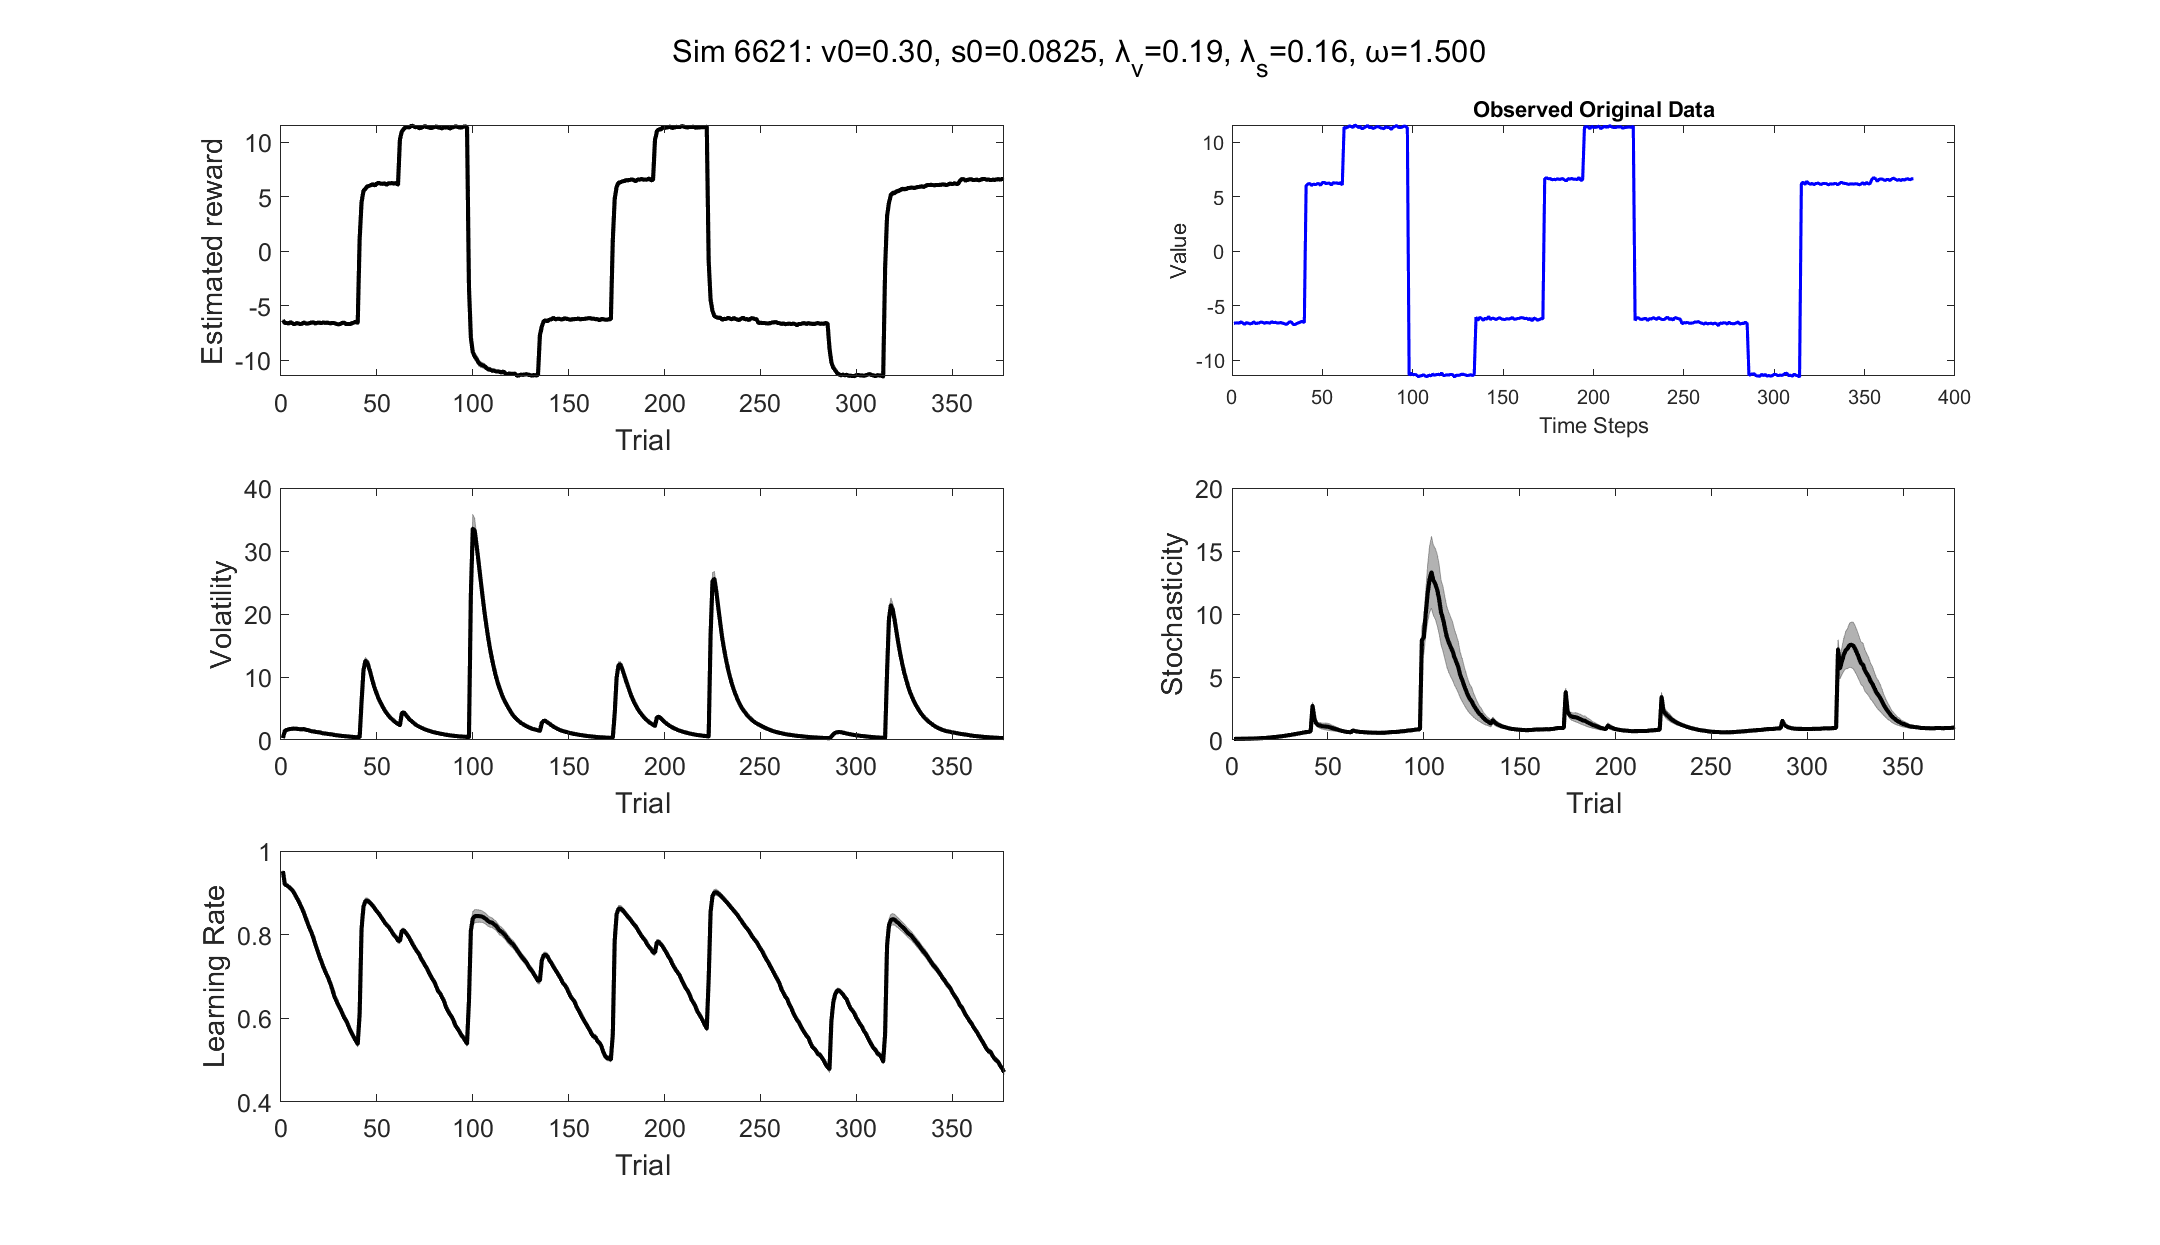 Sim 6621: v0=0.30, s0=0.0825, λv=0.19, λs=0.16, ω=1.500
Estimated reward
10
5
0
-5
-10
0 50 100 150 200 250 300 350
Trial
Observed Original Data
Value
10
5
0
-5
-10
0 50 100 150 200 250 300 350 400
Time Steps
Volatility
40
30
20
10
0
0 50 100 150 200 250 300 350
Trial
Stochasticity
20
15
10
5
0
0 50 100 150 200 250 300 350
Trial
Learning Rate
1
0.8
0.6
0.4
0 50 100 150 200 250 300 350
Trial